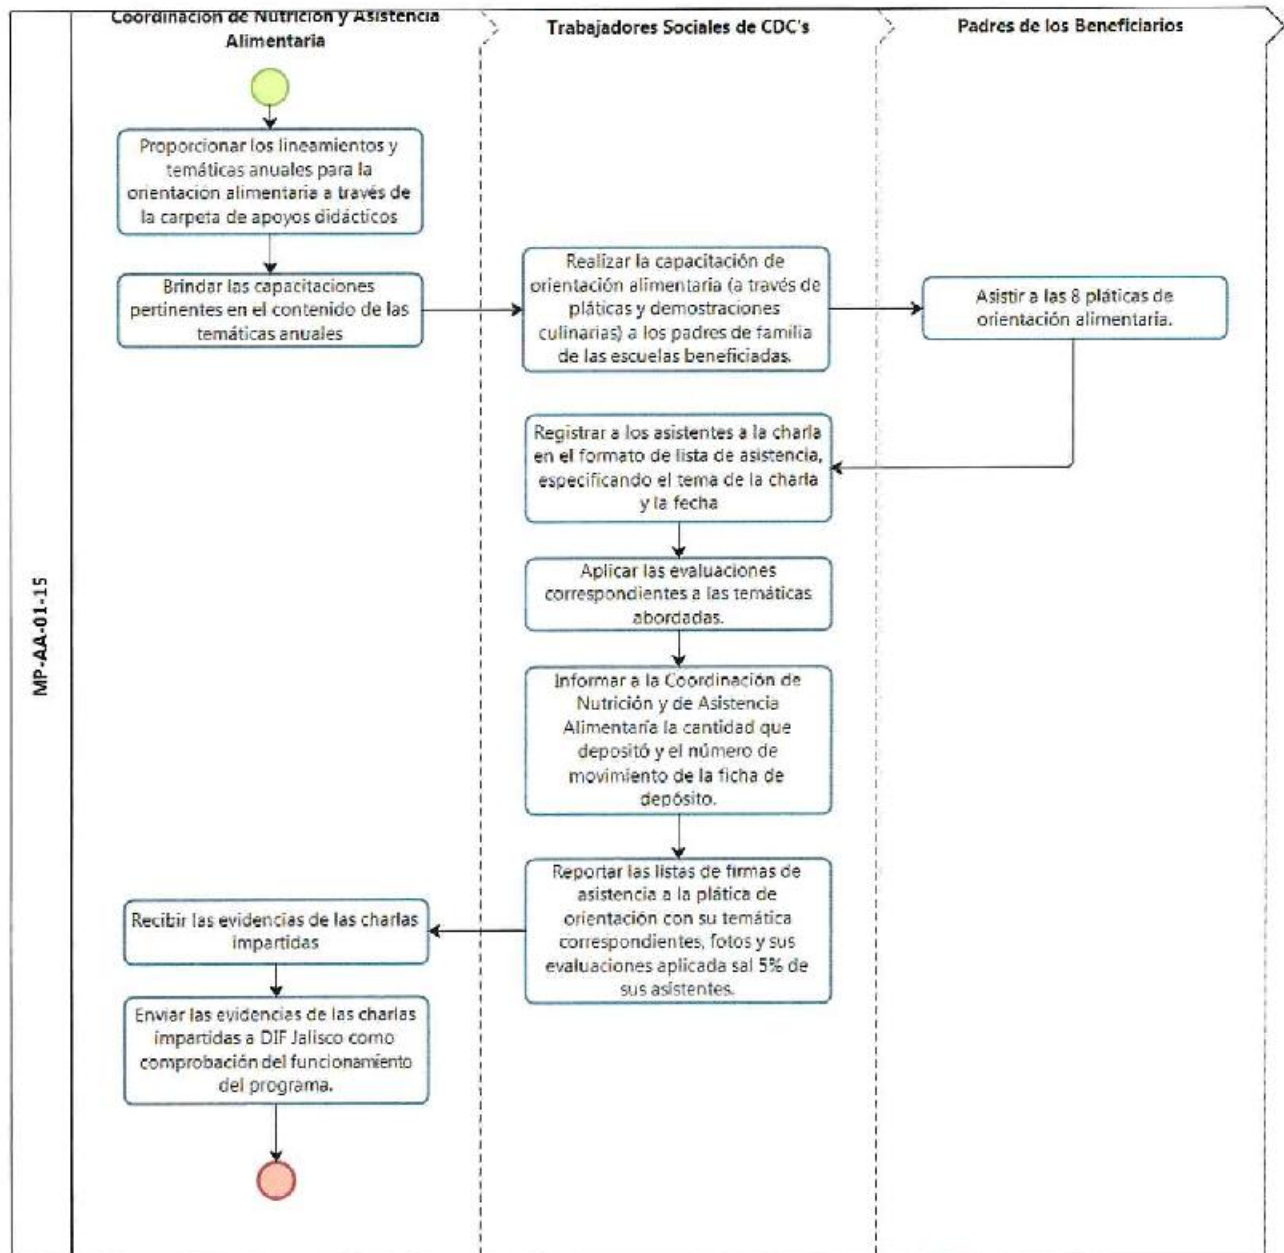 Coordinación de Nutrición y Asistencia
Alimentaria
Trabajadores Sociales de CDC's
Padres de los Beneficiarios
MP-AA-01-15
Proporcionar los lineamientos y
temáticas anuales para la
orientación alimentaria a través de
la carpeta de apoyos didácticos
Brindar las capacitaciones
pertinentes en el contenido de las
temáticas anuales
Realizar la capacitación de
orientación alimentaria (a través de
pláticas y demostraciones
culinarias) a los padres de familia
de las escuelas beneficiadas.
Asistir a las 8 pláticas de
orientación alimentaria.
Registrar a los asistentes a la charla
en el formato de lista de asistencia,
especificando el tema de la charla
y la fecha
Aplicar las evaluaciones
correspondientes a las temáticas
abordadas.
Informar a la Coordinación de
Nutrición y de Asistencia
Alimentaría la cantidad que
depositó y el número de
movimiento de la ficha de
depósito.
Reportar las listas de firmas de
asistencia a la plática de
orientación con su temática
correspondientes, fotos y sus
evaluaciones aplicada sal 5% de
sus asistentes.
Recibir las evidencias de las charlas
impartidas
Enviar las evidencias de las charlas
impartidas a DIF Jalisco como
comprobación del funcionamiento
del programa.